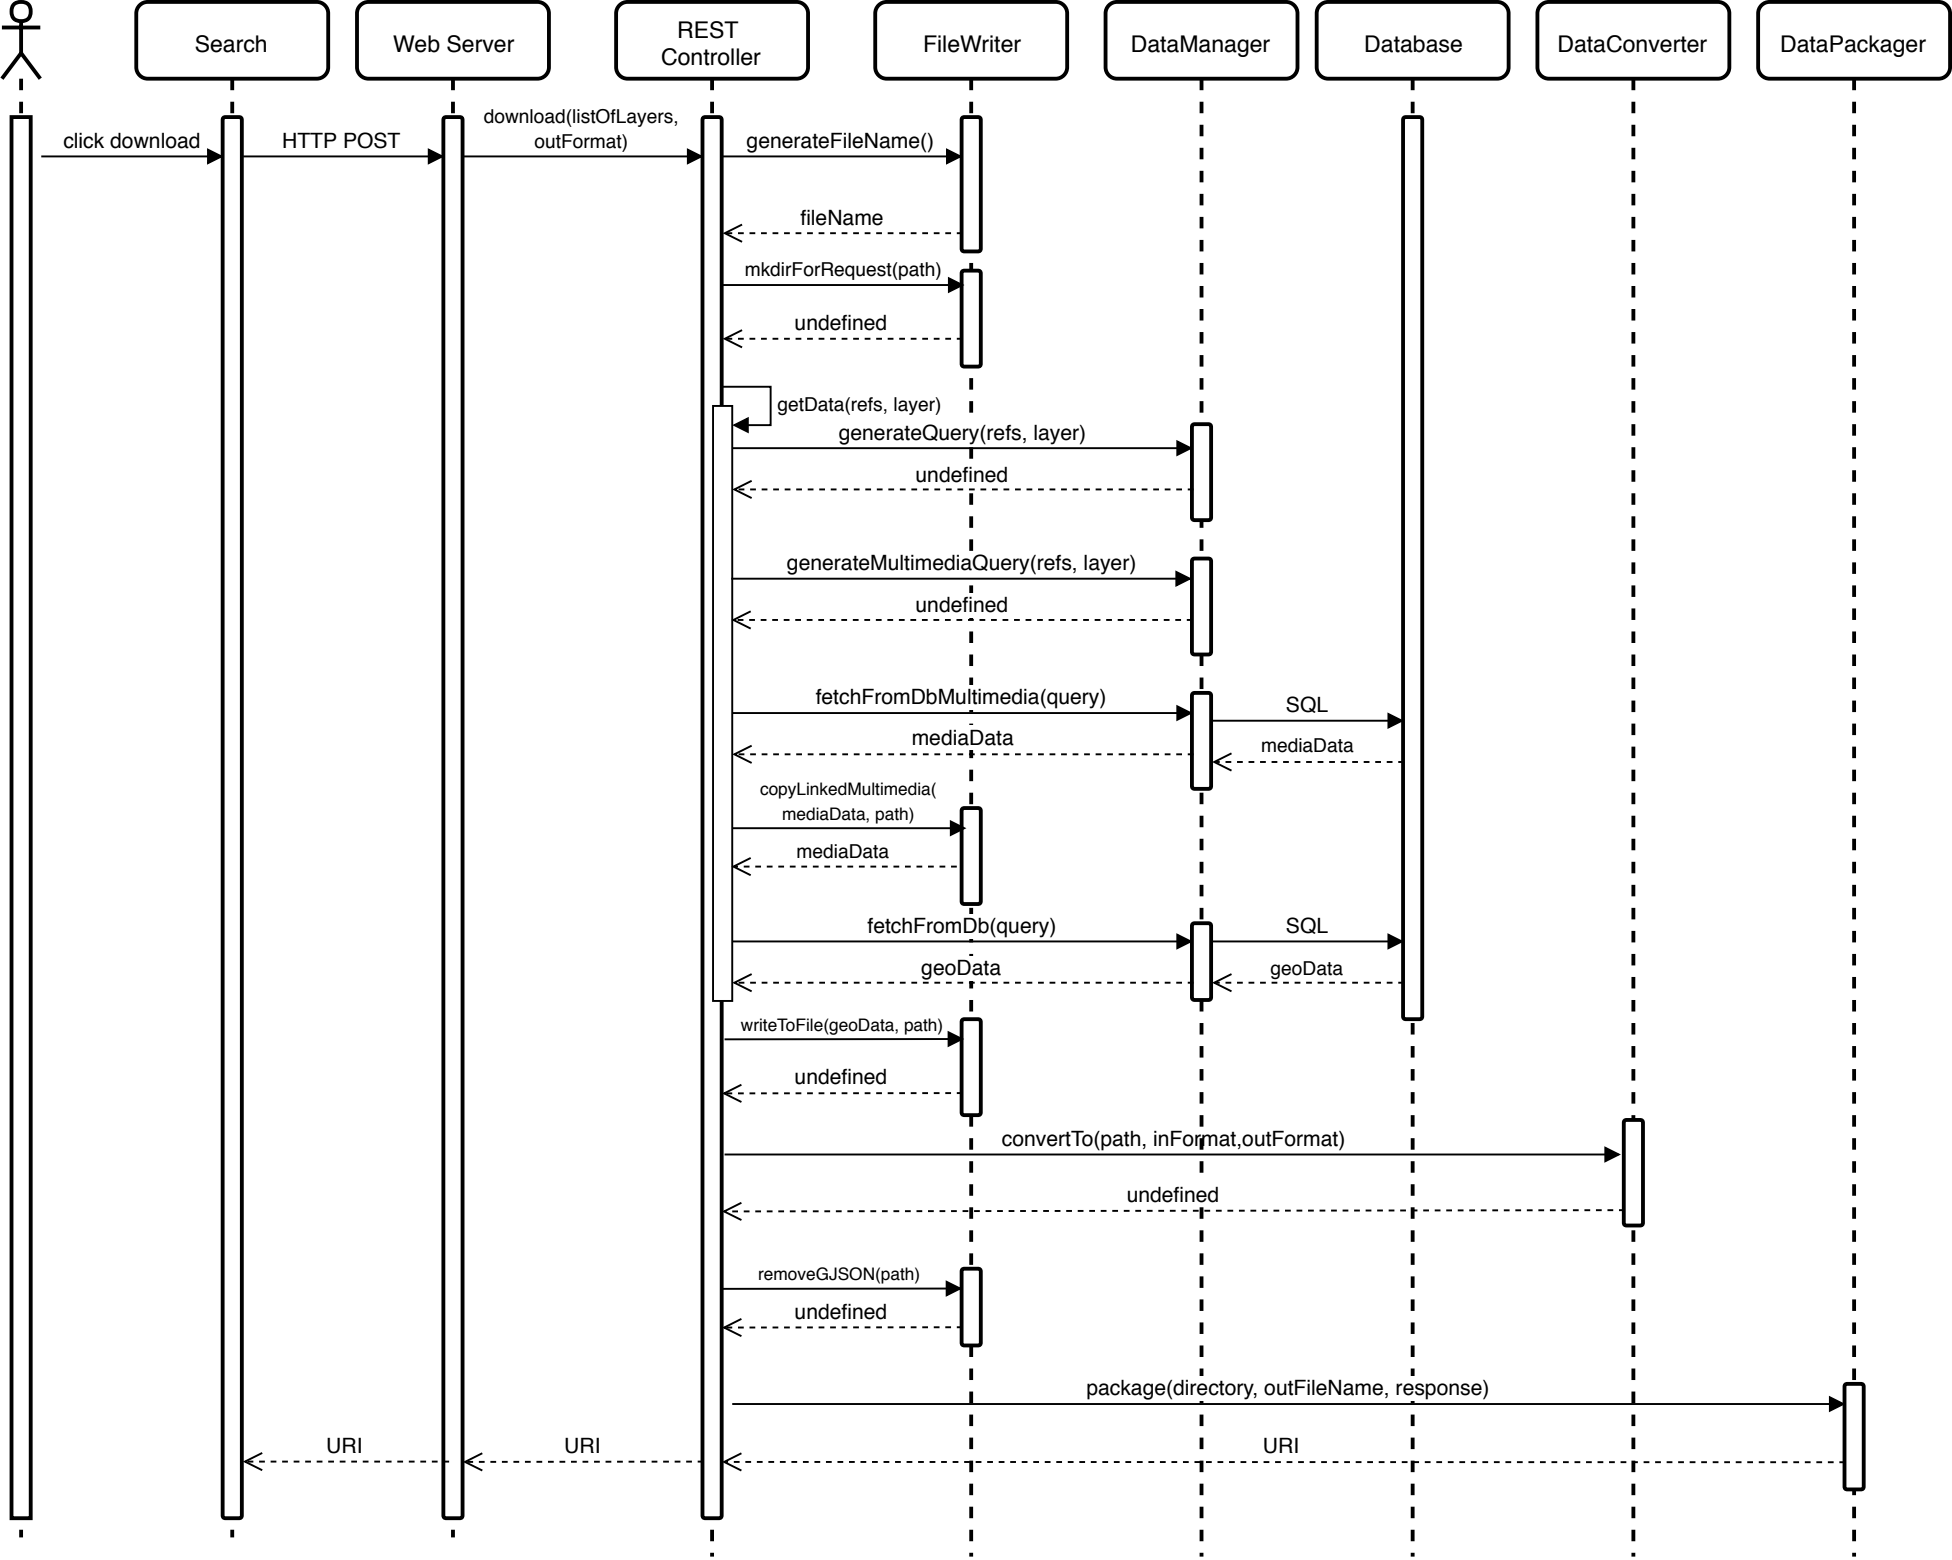 Search
Web Server
REST
Controller
FileWriter
DataManager
Database
DataConverter
DataPackager
click download
HTTP POST
download(listOfLayers,
outFormat)
generateFileName()
fileName
mkdirForRequest(path)
undefined
getData(refs, layer)
generateQuery(refs, layer)
undefined
generateMultimediaQuery(refs, layer)
undefined
fetchFromDbMultimedia(query)
SQL
mediaData
mediaData
copyLinkedMultimedia(
mediaData, path)
mediaData
fetchFromDb(query)
SQL
geoData
geoData
writeToFile(geoData, path)
undefined
convertTo(path, inFormat,outFormat)
undefined
removeGJSON(path)
undefined
package(directory, outFileName, response)
URI
URI
URI